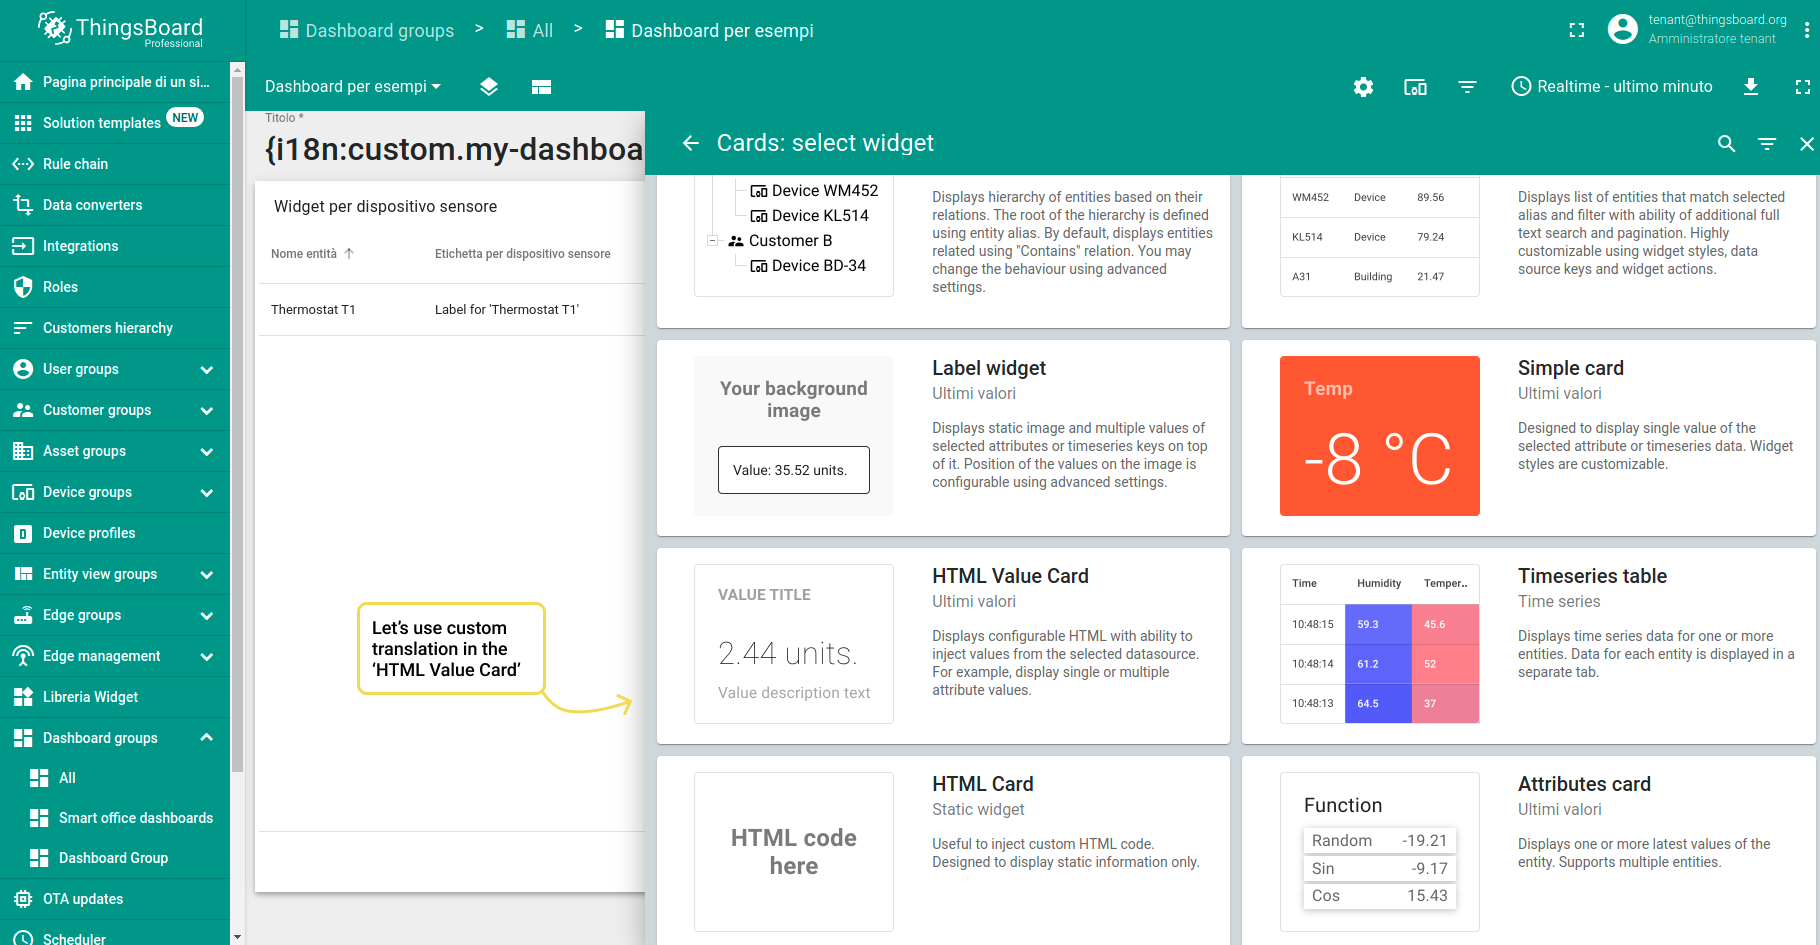 ThingsBoard
Professional
Dashboard groups > All > Dashboard per esempi
tenant@thingsboard.org
Amministratore tenant
Pagina principale di un si...
Solution templates NEW
Rule chain
Data converters
Integrations
Roles
Customers hierarchy
User groups
Customer groups
Asset groups
Device groups
Device profiles
Entity view groups
Edge groups
Edge management
Libreria Widget
Dashboard groups
All
Smart office dashboards
Dashboard Group
OTA updates
Scheduler
Dashboard per esempi
Realtime - ultimo minuto
Titolo *
{i18n:custom.my-dashboa
Widget per dispositivo sensore
Nome entità Etichetta per dispositivo sensore
Thermostat T1 Label for 'Thermostat T1'
Let's use custom
translation in the
'HTML Value Card'
Cards: select widget
Device WM452
Device KL514
Customer B
Device BD-34
Displays hierarchy of entities based on their
relations. The root of the hierarchy is defined
using entity alias. By default, displays entities
related using "Contains" relation. You may
change the behaviour using advanced
settings.
WM452 Device 89.56
KL514 Device 79.24
A31 Building 21.47
Displays list of entities that match selected
alias and filter with ability of additional full
text search and pagination. Highly
customizable using widget styles, data
source keys and widget actions.
Your background
image
Value: 35.52 units.
Label widget
Ultimi valori
Displays static image and multiple values of
selected attributes or timeseries keys on top
of it. Position of the values on the image is
configurable using advanced settings.
Temp
-8 °C
Simple card
Ultimi valori
Designed to display single value of the
selected attribute or timeseries data. Widget
styles are customizable.
VALUE TITLE
2.44 units.
Value description text
HTML Value Card
Ultimi valori
Displays configurable HTML with ability to
inject values from the selected datasource.
For example, display single or multiple
attribute values.
Time Humidity Temper..
10:48:15 59.3 45.6
10:48:14 61.2 52
10:48:13 64.5 37
Timeseries table
Time series
Displays time series data for one or more
entities. Data for each entity is displayed in a
separate tab.
HTML code
here
HTML Card
Static widget
Useful to inject custom HTML code.
Designed to display static information only.
Function
Random -19.21
Sin -9.17
Cos 15.43
Attributes card
Ultimi valori
Displays one or more latest values of the
entity. Supports multiple entities.